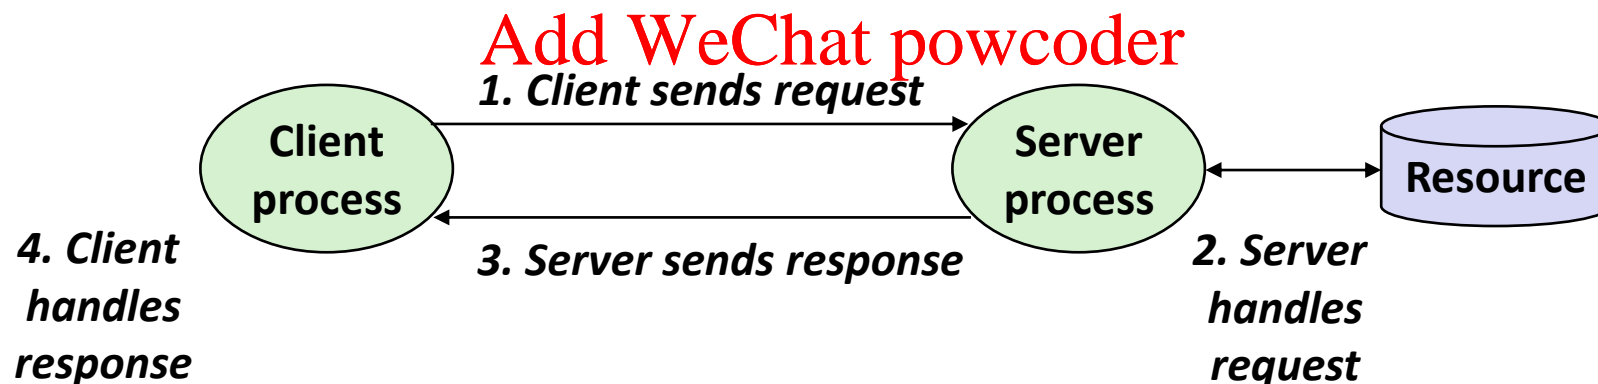 Add WeChat powcoder
1. Client sends request
Client
process
Server
process
Resource
3. Server sends response
4. Client
handles
response
2. Server
handles
request